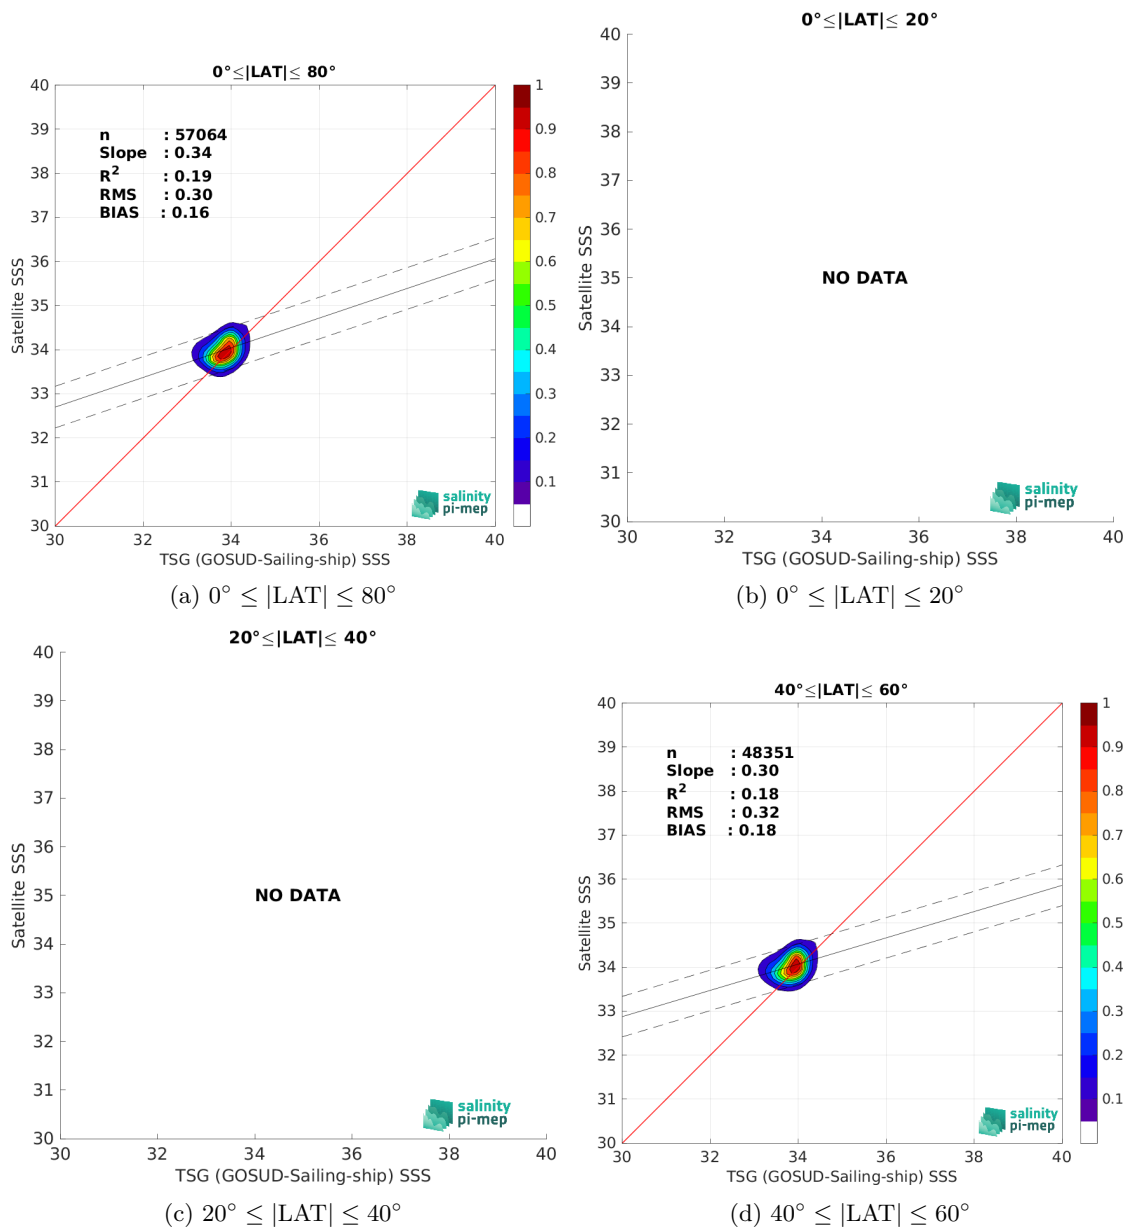 0°≤|LAT|≤ 80°
40
39
38
37
36
35
34
33
32
31
30
Satellite SSS
n : 57064
Slope : 0.34
R2 : 0.19
RMS : 0.30
BIAS : 0.16
1
0.9
0.8
0.7
0.6
0.5
0.4
0.3
0.2
0.1
salinity
pi-mep
30 32 34 36 38 40
TSG (GOSUD-Sailing-ship) SSS
(a) 0° ≤ |LAT| ≤ 80°
0°≤|LAT|≤ 20°
40
39
38
37
36
35
34
33
32
31
30
Satellite SSS
NO DATA
salinity
pi-mep
30 32 34 36 38 40
TSG (GOSUD-Sailing-ship) SSS
(b) 0° ≤ |LAT| ≤ 20°
20°≤|LAT|≤ 40°
40
39
38
37
36
35
34
33
32
31
30
Satellite SSS
NO DATA
salinity
pi-mep
30 32 34 36 38 40
TSG (GOSUD-Sailing-ship) SSS
(c) 20° ≤ |LAT| ≤ 40°
40°≤|LAT|≤ 60°
40
39
38
37
36
35
34
33
32
31
30
Satellite SSS
n : 48351
Slope : 0.30
R2 : 0.18
RMS : 0.32
BIAS : 0.18
1
0.9
0.8
0.7
0.6
0.5
0.4
0.3
0.2
0.1
salinity
pi-mep
30 32 34 36 38 40
TSG (GOSUD-Sailing-ship) SSS
(d) 40° ≤ |LAT| ≤ 60°